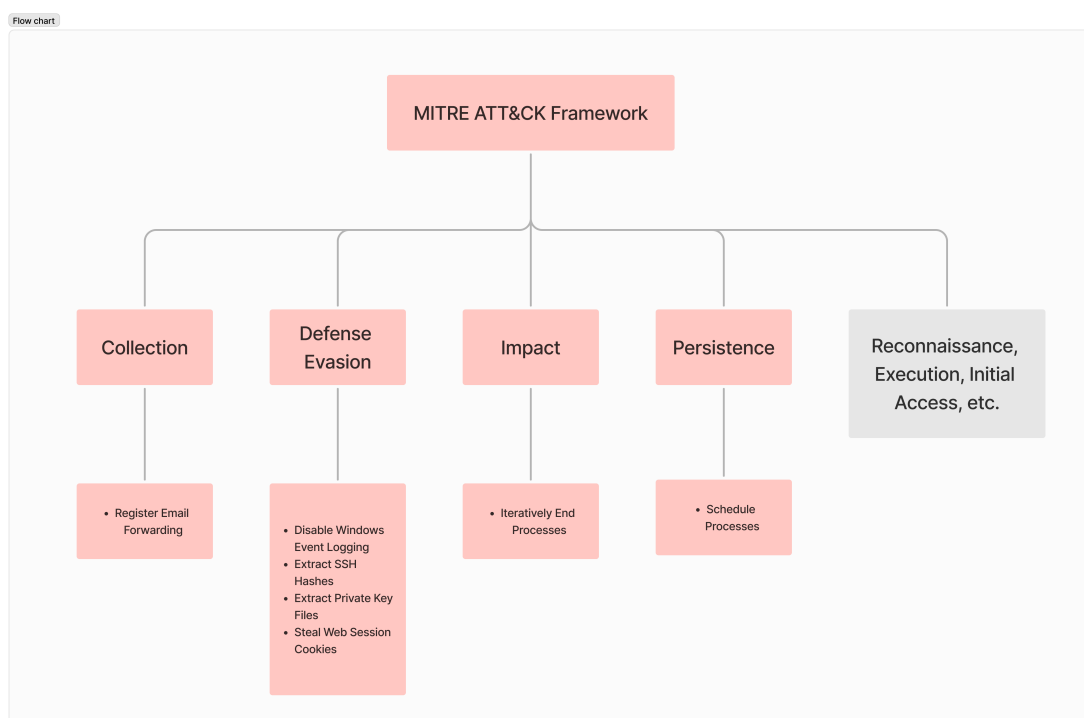 Flow chart
MITRE ATT&CK Framework
Collection
Defense
Evasion
Impact
Persistence
Reconnaissance,
Execution, Initial
Access, etc.
• Register Email
Forwarding
• Disable Windows
Event Logging
• Extract SSH
Hashes
• Extract Private Key
Files
• Steal Web Session
Cookies
• Iteratively End
Processes
• Schedule
Processes